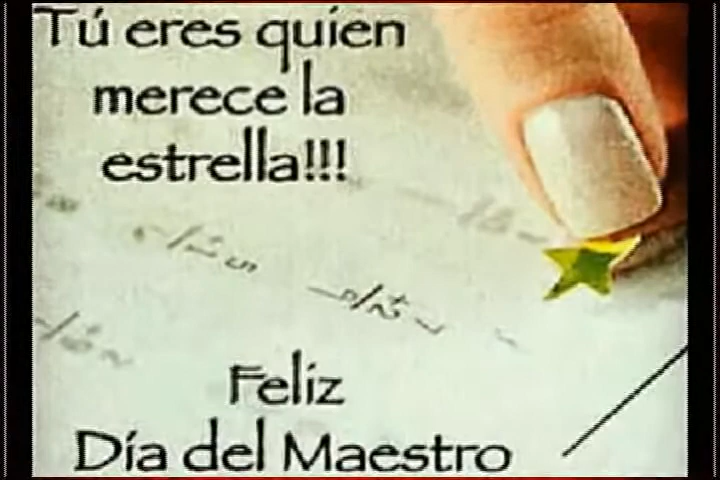 Tú eres quien
merece la
estrella!!!
Feliz
Día del Maestro